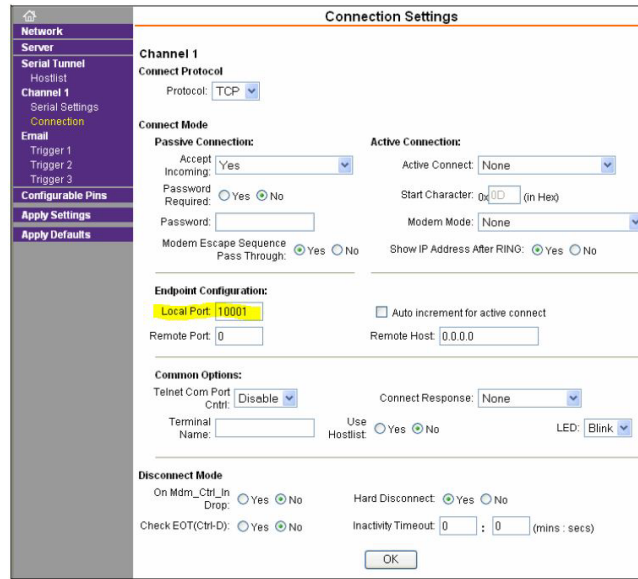 Connection Settings
Network
Server
Serial Tunnel
Hostlist
Channel 1
Serial Settings
Connection
Email
Trigger 1
Trigger 2
Trigger 3
Configurable Pins
Apply Settings
Apply Defaults
Channel 1
Connect Protocol
Protocol: TCP
Connect Mode
Passive Connection: Active Connection:
Accept Incoming: Yes Active Connect: None
Password Required: Yes No Start Character: 0x 0D (in Hex)
Password: Modem Mode: None
Modem Escape Sequence Pass Through: Yes No Show IP Address After RING: Yes No
Endpoint Configuration:
Local Port: 10001 Auto increment for active connect
Remote Port: 0 Remote Host: 0.0.0.0
Common Options:
Telnet Com Port Cntrl: Disable Connect Response: None
Terminal Name: Use Hostlist: Yes No LED: Blink
Disconnect Mode
On Mdm_Ctrl_In Drop: Yes No Hard Disconnect: Yes No
Check EOT(Ctrl-D): Yes No Inactivity Timeout: 0 : 0 (mins : secs)
OK